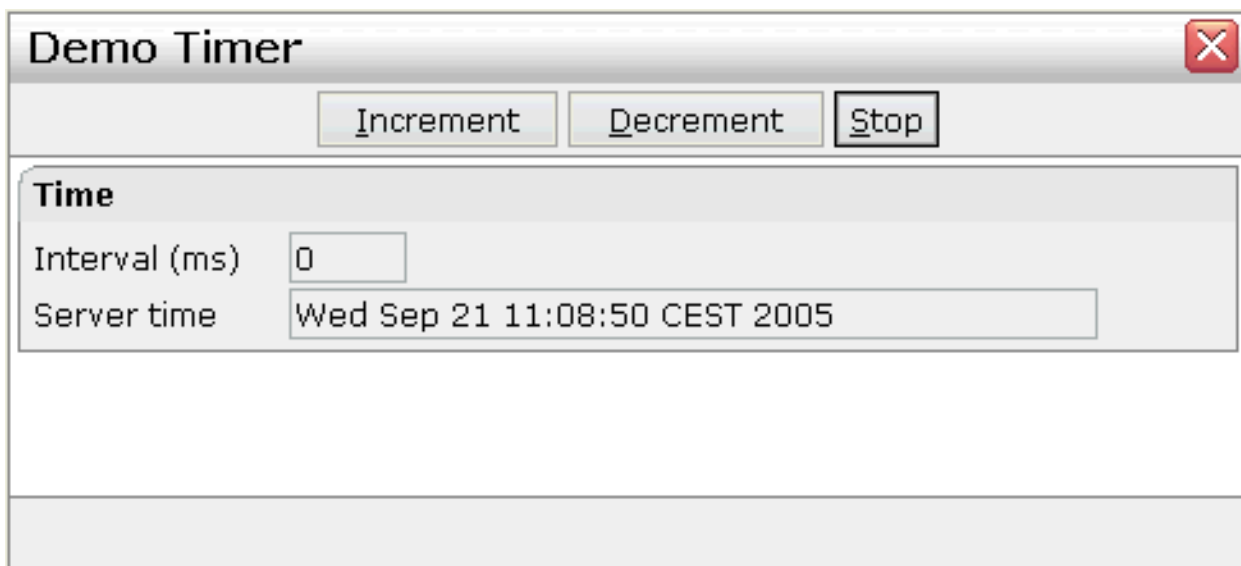 Demo Timer
Increment Decrement Stop
Time
Interval (ms) 0
Server time Wed Sep 21 11:08:50 CEST 2005